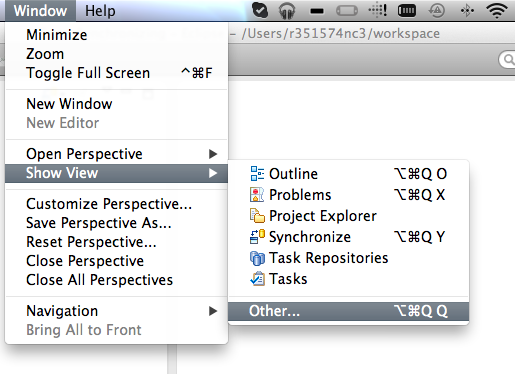 Window Help
– /Users/r351574nc3/workspace
Minimize
Zoom
Toggle Full Screen ^⌘F
New Window
New Editor
Open Perspective ▶
Show View ▶
Outline ⌥⌘Q O
Problems ⌥⌘Q X
Project Explorer
Synchronize ⌥⌘Q Y
Task Repositories
Tasks
Other... ⌥⌘Q Q
Customize Perspective...
Save Perspective As...
Reset Perspective...
Close Perspective
Close All Perspectives
Navigation ▶
Bring All to Front